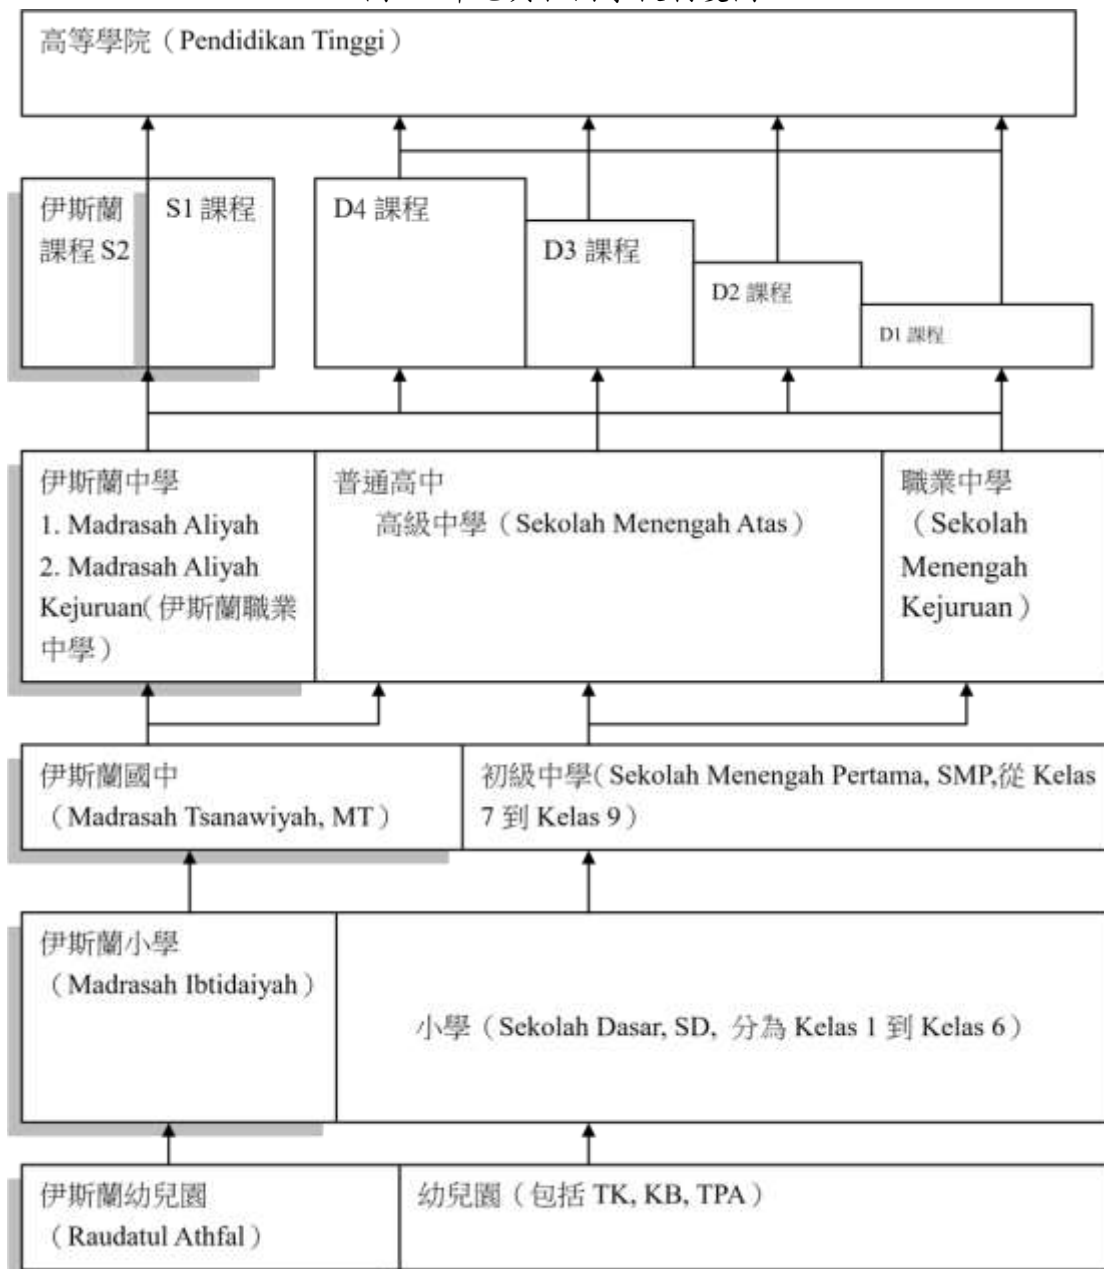 高等學院（Pendidikan Tinggi）
伊斯蘭
課程 S2
S1 課程
D4 課程
D3 課程
D2 課程
D1 課程
伊斯蘭中學
1. Madrasah Aliyah
2. Madrasah Aliyah
Kejuruan（伊斯蘭職業
中學）
普通高中
高級中學（Sekolah Menengah Atas）
職業中學
（Sekolah
Menengah
Kejuruan）
伊斯蘭國中
（Madrasah Tsanawiyah, MT）
初級中學（Sekolah Menengah Pertama, SMP,從 Kelas
7 到 Kelas 9）
伊斯蘭小學
（Madrasah Ibtidaiyah）
小學（Sekolah Dasar, SD, 分為 Kelas 1 到 Kelas 6）
伊斯蘭幼兒園
（Raudatul Athfal）
幼兒園（包括 TK, KB, TPA）